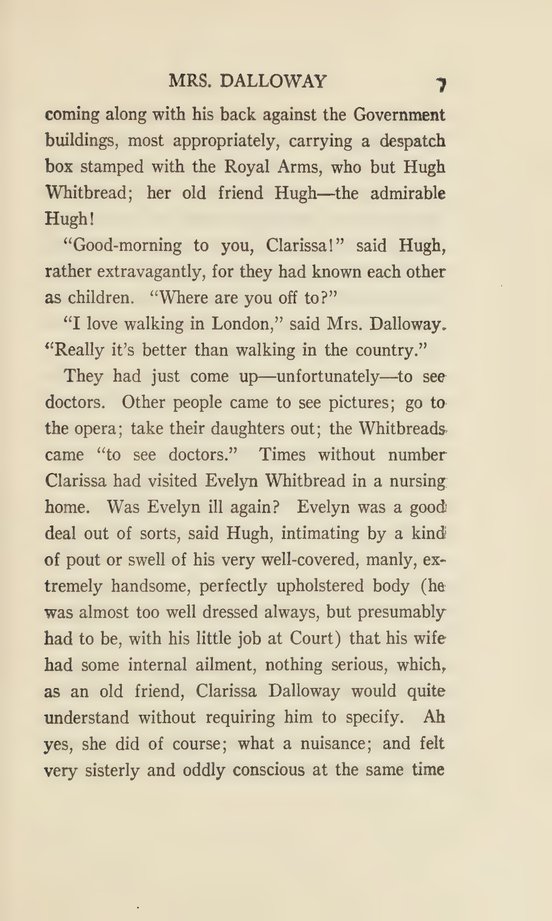 MRS. DALLOWAY 7
coming along with his back against the Government
buildings, most appropriately, carrying a despatch
box stamped with the Royal Arms, who but Hugh
Whitbread; her old friend Hugh—the admirable
Hugh!
"Good-morning to you, Clarissa!" said Hugh,
rather extravagantly, for they had known each other
as children. "Where are you off to?"
"I love walking in London," said Mrs. Dalloway.
"Really it's better than walking in the country."
They had just come up—unfortunately—to see
doctors. Other people came to see pictures; go to
the opera; take their daughters out; the Whitbreads
came "to see doctors." Times without number
Clarissa had visited Evelyn Whitbread in a nursing
home. Was Evelyn ill again? Evelyn was a good
deal out of sorts, said Hugh, intimating by a kind
of pout or swell of his very well-covered, manly, ex-
tremely handsome, perfectly upholstered body (he
was almost too well dressed always, but presumably
had to be, with his little job at Court) that his wife
had some internal ailment, nothing serious, which,
as an old friend, Clarissa Dalloway would quite
understand without requiring him to specify. Ah
yes, she did of course; what a nuisance; and felt
very sisterly and oddly conscious at the same time